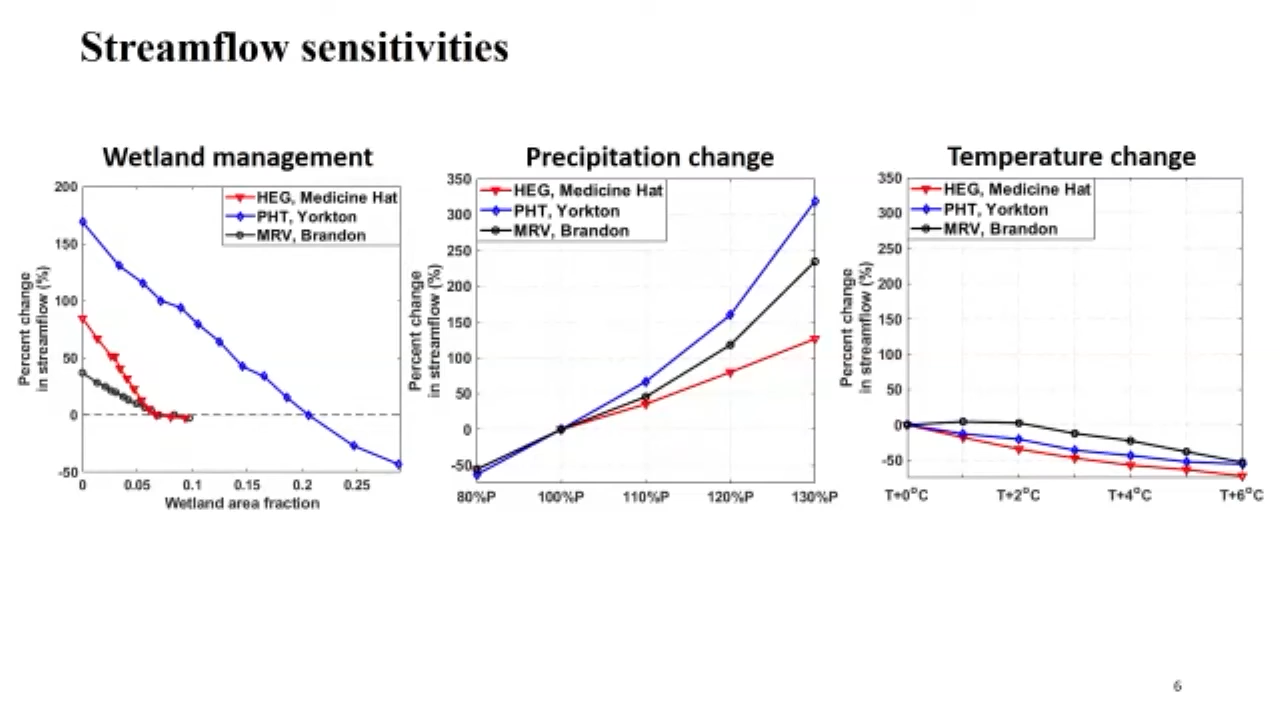 Streamflow sensitivities
Wetland management
200
150
100
50
0
-50
0 0.05 0.1 0.15 0.2 0.25
Wetland area fraction
Percent change
in streamflow (%)
HEG, Medicine Hat
PHT, Yorkton
MRV, Brandon
Precipitation change
350
300
250
200
150
100
50
0
-50
80%P 100%P 110%P 120%P 130%P
Percent change
in streamflow (%)
HEG, Medicine Hat
PHT, Yorkton
MRV, Brandon
Temperature change
350
300
250
200
150
100
50
0
-50
T+0°C T+2°C T+4°C T+6°C
Percent change
in streamflow (%)
HEG, Medicine Hat
PHT, Yorkton
MRV, Brandon
6